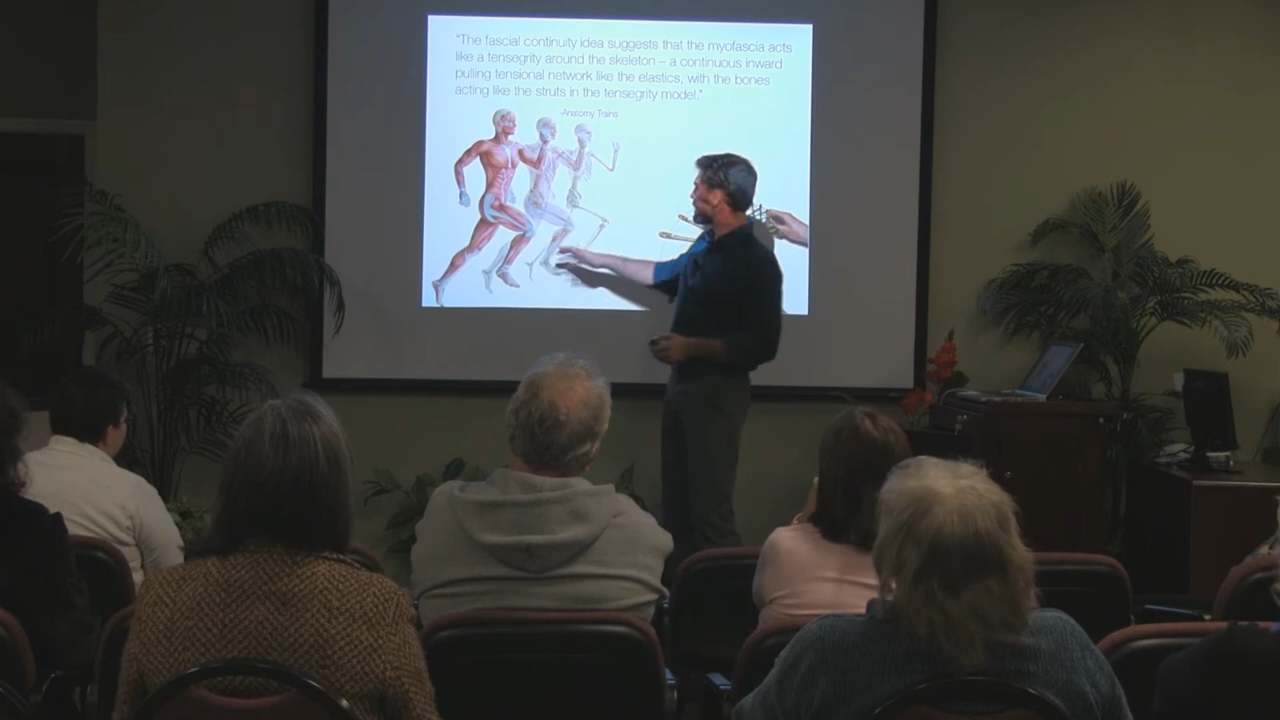 "The fascial continuity idea suggests that the myofascia acts
like a tensegrity around the skeleton – a continuous inward
pulling tensional network like the elastics, with the bones
acting like the struts in the tensegrity model."
-Anatomy Trains